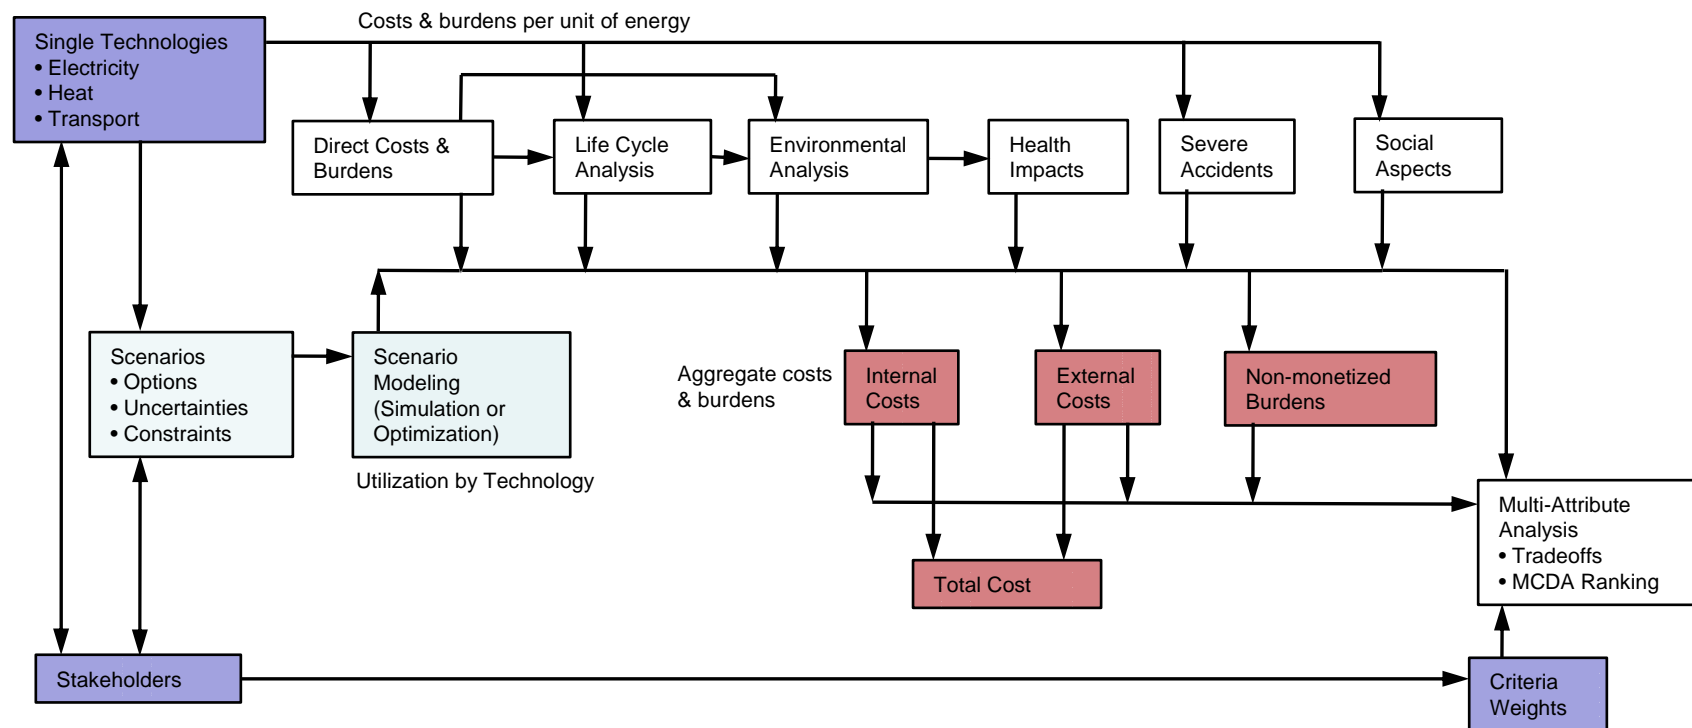 Costs & burdens per unit of energy
Single Technologies
• Electricity
• Heat
• Transport
Direct Costs &
Burdens
Life Cycle
Analysis
Environmental
Analysis
Health
Impacts
Severe
Accidents
Social
Aspects
Scenarios
• Options
• Uncertainties
• Constraints
Scenario
Modeling
(Simulation or
Optimization)
Utilization by Technology
Aggregate costs
& burdens
Internal
Costs
External
Costs
Non-monetized
Burdens
Total Cost
Multi-Attribute
Analysis
• Tradeoffs
• MCDA Ranking
Stakeholders
Criteria
Weights